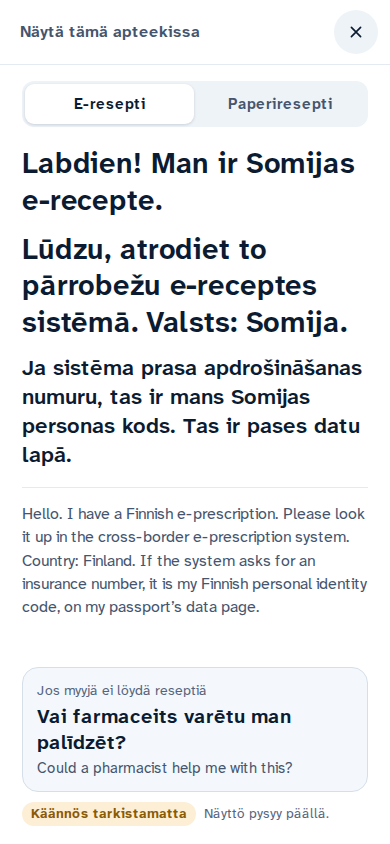 Näytä tämä apteekissa
E-resepti
Paperiresepti
Labdien! Man ir Somijas
e-recepte.
Lūdzu, atrodiet to
pārrobežu e-receptes
sistēmā. Valsts: Somija.
Ja sistēma prasa apdrošināšanas
numuru, tas ir mans Somijas
personas kods. Tas ir pases datu
lapā.
Hello. I have a Finnish e-prescription. Please look
it up in the cross-border e-prescription system.
Country: Finland. If the system asks for an
insurance number, it is my Finnish personal identity
code, on my passport’s data page.
Jos myyjä ei löydä reseptiä
Vai farmaceits varētu man
palīdzēt?
Could a pharmacist help me with this?
Käännös tarkistamatta
Näyttö pysyy päällä.